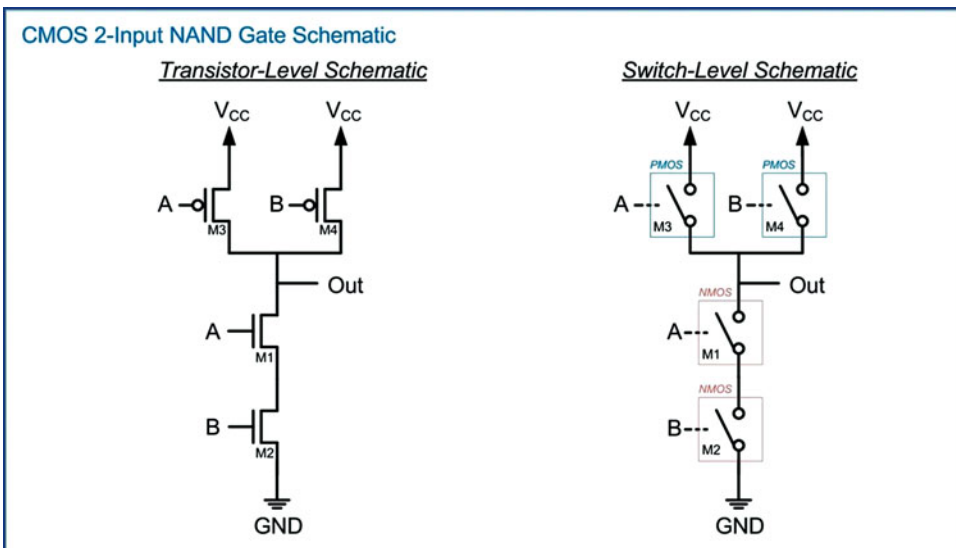 CMOS 2-Input NAND Gate Schematic
Transistor-Level Schematic
VCC
VCC
A
M3
B
M4
Out
A
M1
B
M2
GND
Switch-Level Schematic
VCC
VCC
PMOS
PMOS
A
M3
B
M4
Out
NMOS
A
M1
NMOS
B
M2
GND